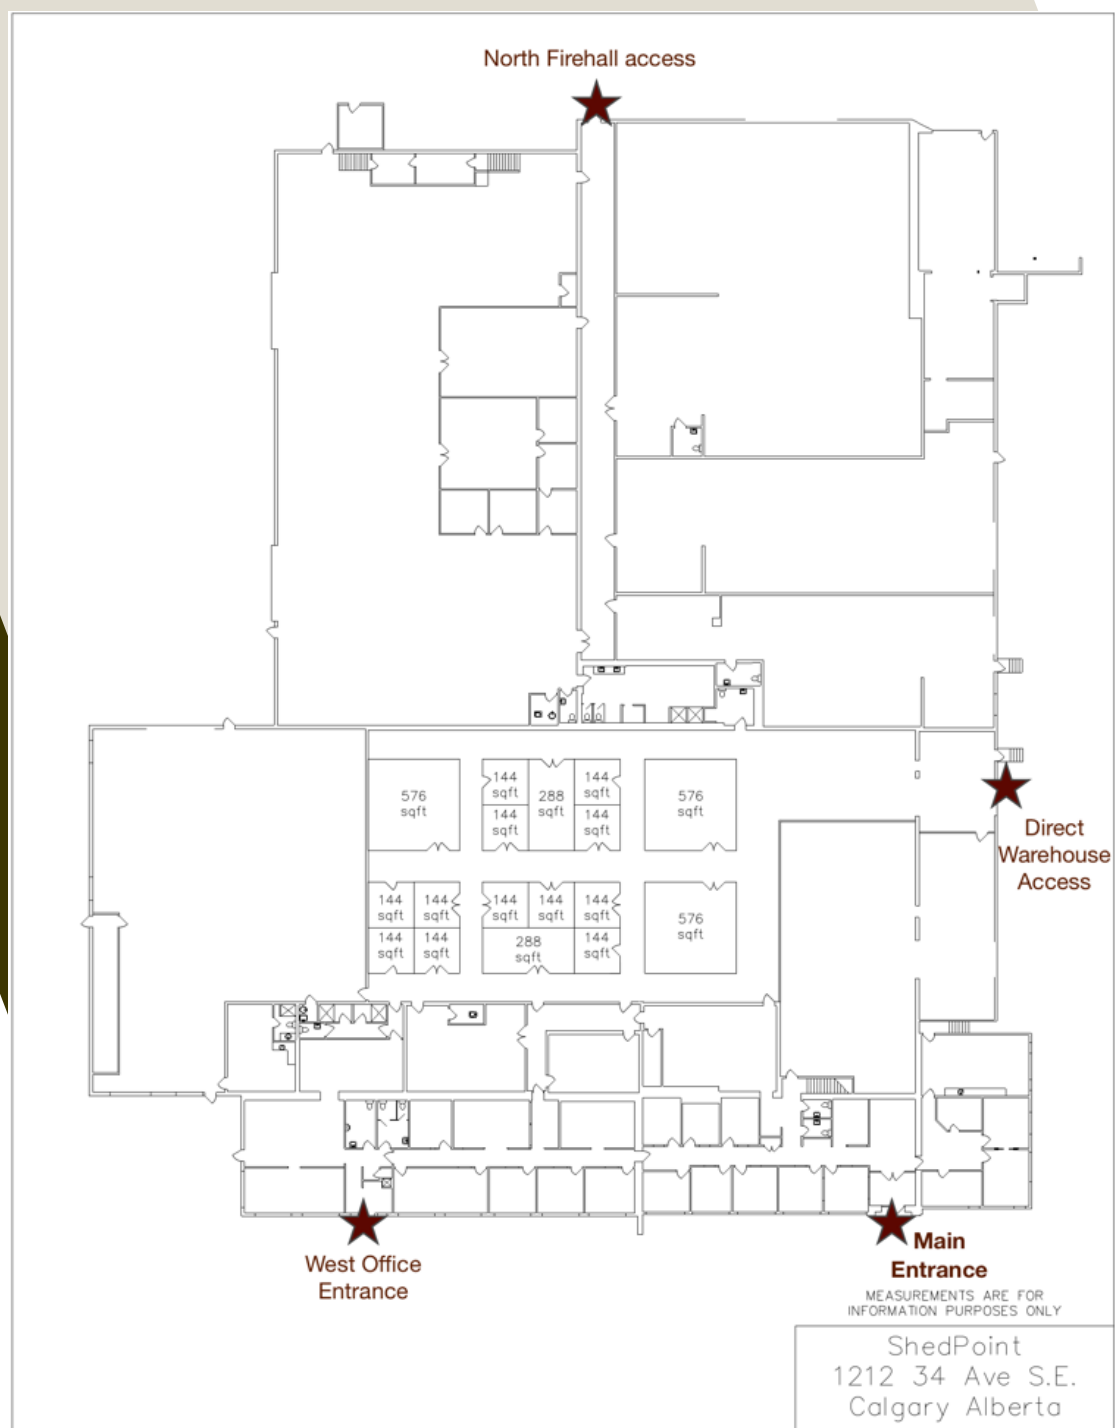 North Firehall access
576
sqft
144
sqft
144
sqft
288
sqft
144
sqft
144
sqft
576
sqft
Direct
Warehouse
Access
144
sqft
144
sqft
144
sqft
144
sqft
144
sqft
144
sqft
144
sqft
288
sqft
144
sqft
576
sqft
West Office
Entrance
Main
Entrance
MEASUREMENTS ARE FOR
INFORMATION PURPOSES ONLY
ShedPoint
1212 34 Ave S.E.
Calgary Alberta